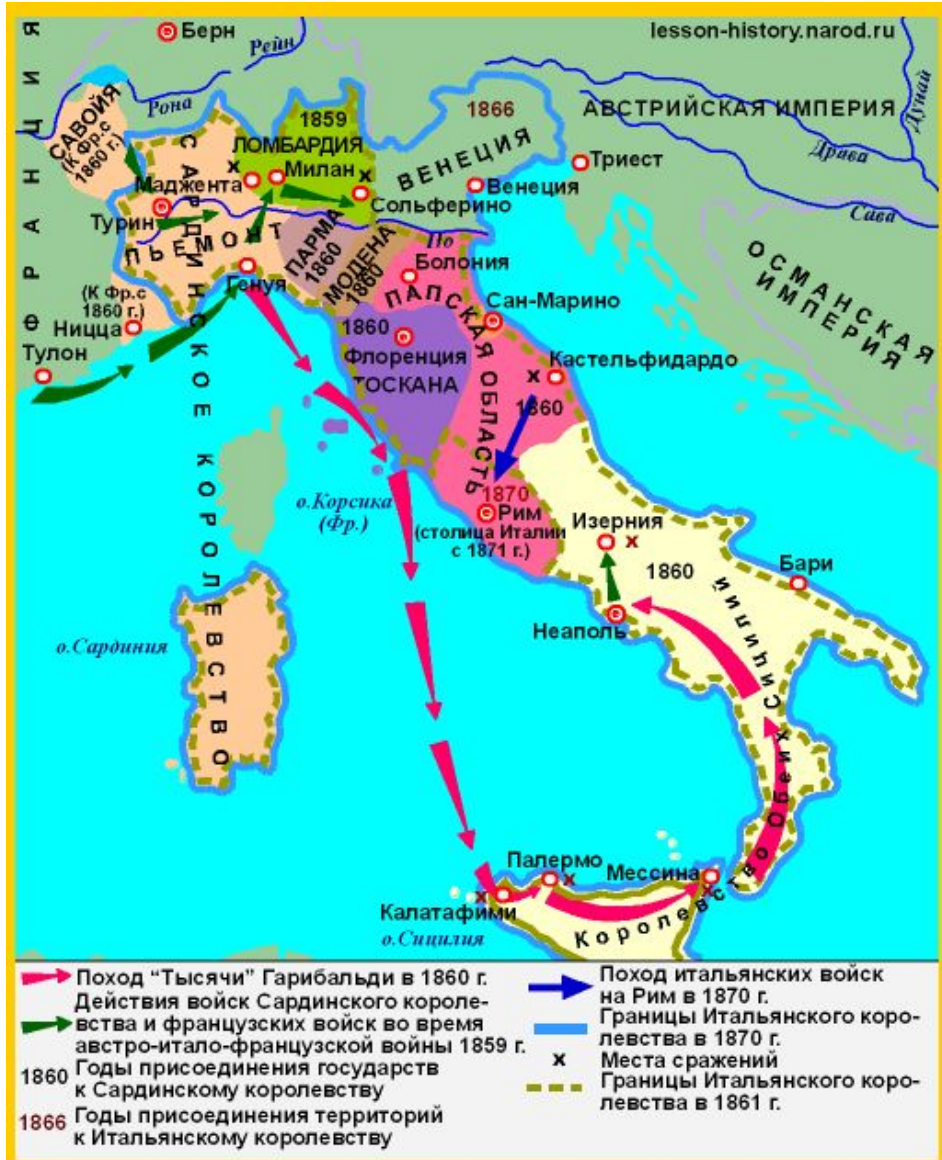 lesson-history.narod.ru
Берн
Рейн
Рона
ФРАНЦИЯ
АВСТРИЙСКАЯ ИМПЕРИЯ
Дунай
Драва
Сава
1866
1859
САВОЙЯ
(К Фр.с
1860 г.)
ЛОМБАРДИЯ
Милан
Маджента
Сольферино
ВЕНЕЦИЯ
Венеция
Триест
Турин
ПЬЕМОНТ
САРДИНСКОЕ КОРОЛЕВСТВО
Генуя
ПАРМА
1860
МОДЕНА
1860
По
Болония
ПАПСКАЯ ОБЛАСТЬ
Сан-Марино
ОСМАНСКАЯ
ИМПЕРИЯ
(К Фр.с
1860 г.)
Ницца
Тулон
1860
Флоренция
ТОСКАНА
Кастельфидардо
1860
1870
Рим
(столица Италии
с 1871 г.)
о.Корсика
(Фр.)
о.Сардиния
Изерния
1860
Бари
Неаполь
Королевство Обеих Сицилий
Палермо
Мессина
Калатафими
о.Сицилия
Поход “Тысячи” Гарибальди в 1860 г.
Действия войск Сардинского короле-
вства и французских войск во время
австро-итало-французской войны 1859 г.
1860 Годы присоединения государств
к Сардинскому королевству
1866 Годы присоединения территорий
к Итальянскому королевству
Поход итальянских войск
на Рим в 1870 г.
Границы Итальянского коро-
левства в 1870 г.
x Места сражений
Границы Итальянского коро-
левства в 1861 г.